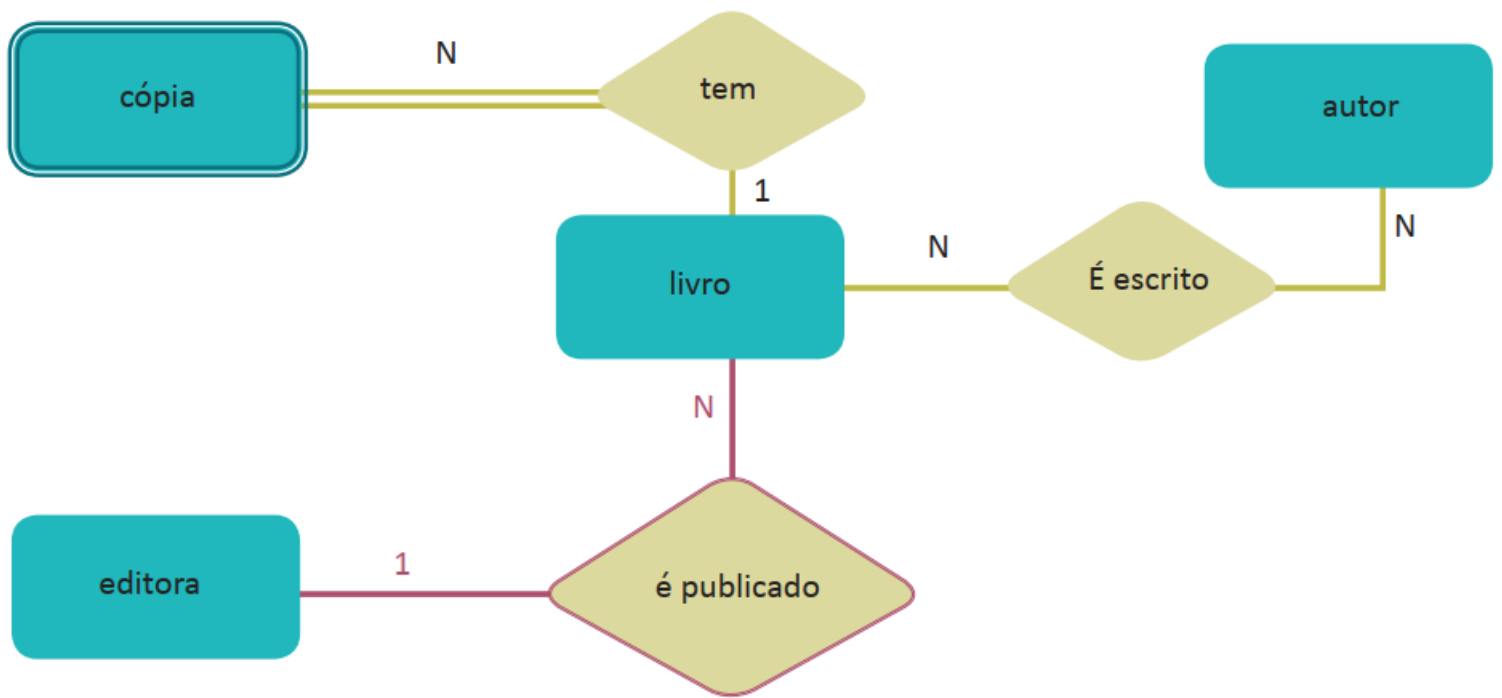 N
cópia
tem
autor
1
N
N
livro
É escrito
N
1
editora
é publicado